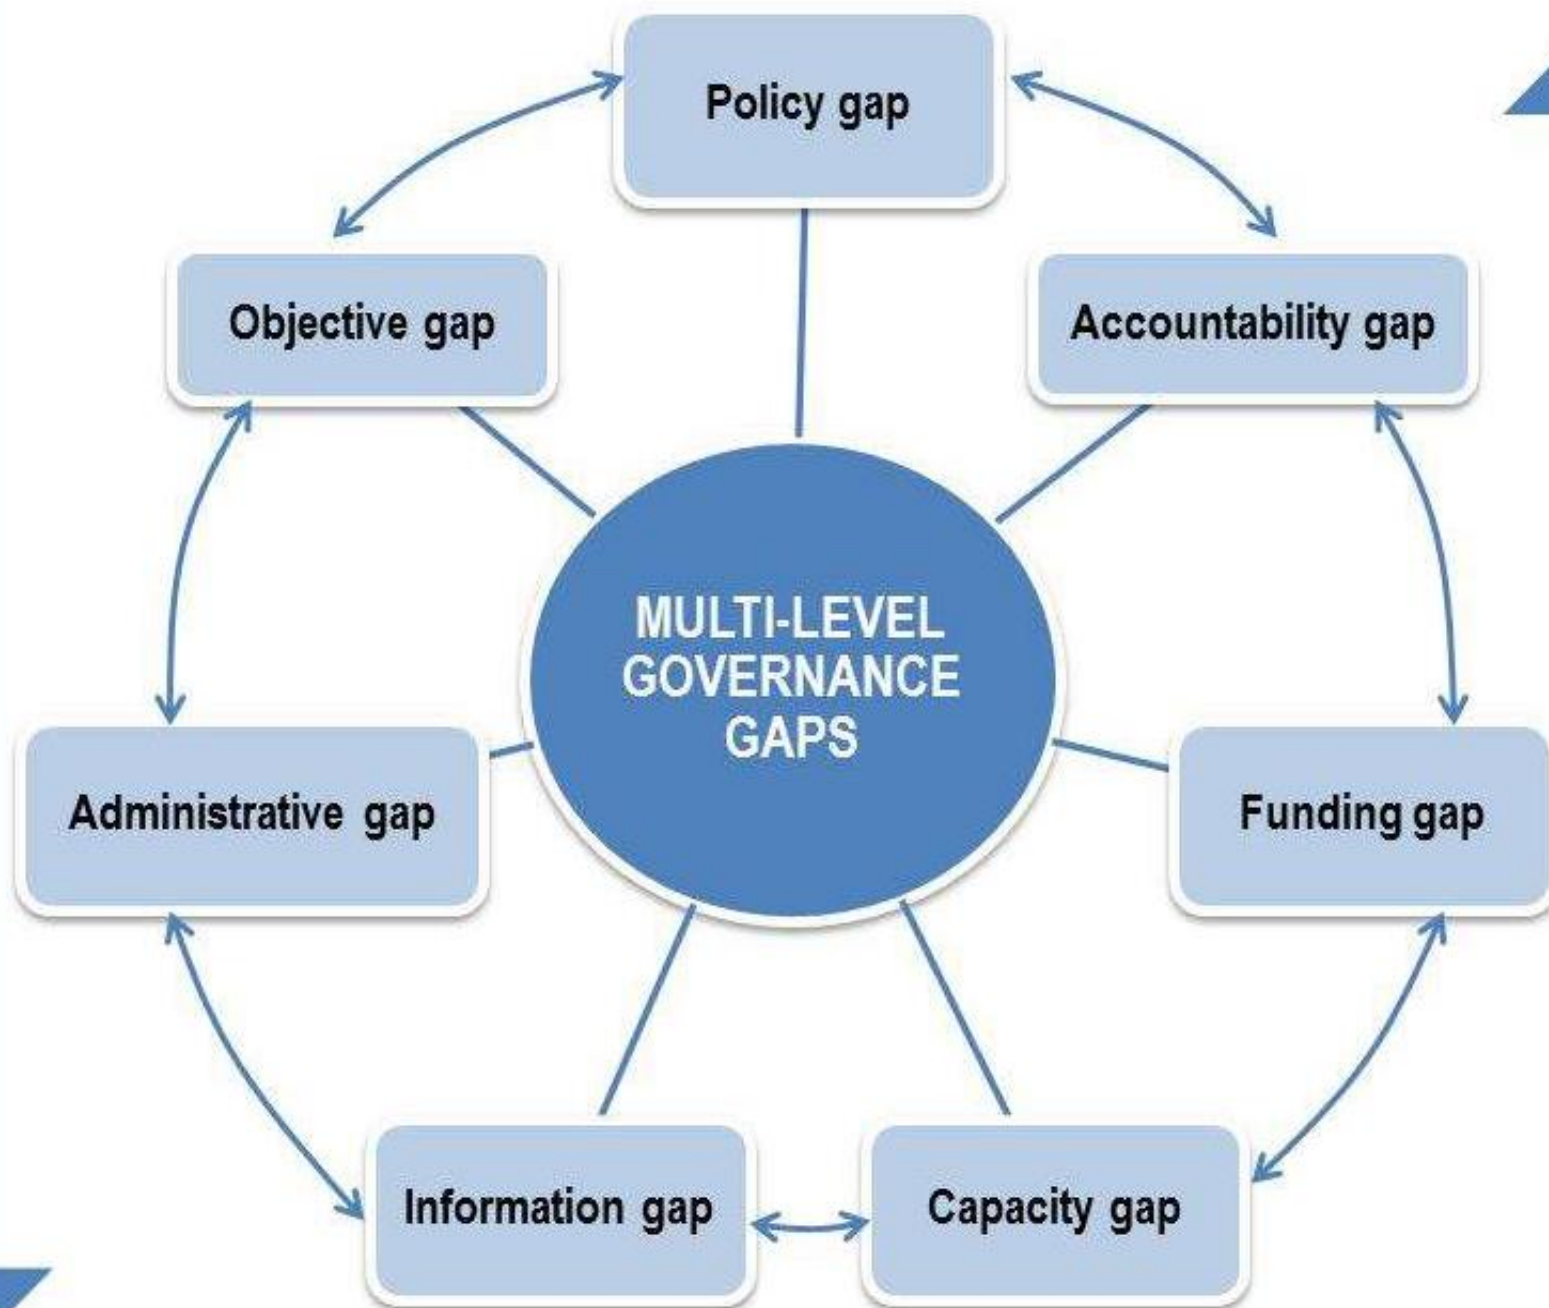 Policy gap
Objective gap
Accountability gap
MULTI-LEVEL
GOVERNANCE
GAPS
Administrative gap
Funding gap
Information gap
Capacity gap